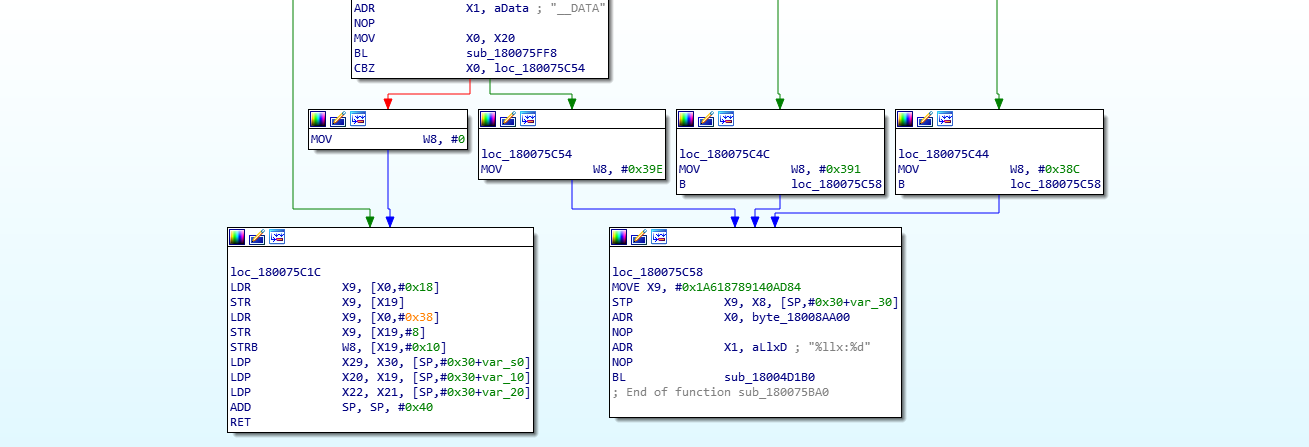 ADR X1, aData ; "__DATA"
NOP
MOV X0, X20
BL sub_180075FF8
CBZ X0, loc_180075C54
MOV W8, #0
loc_180075C54
MOV W8, #0x39E
loc_180075C4C
MOV W8, #0x391
B loc_180075C58
loc_180075C44
MOV W8, #0x38C
B loc_180075C58
loc_180075C1C
LDR X9, [X0,#0x18]
STR X9, [X19]
LDR X9, [X0,#0x38]
STR X9, [X19,#8]
STRB W8, [X19,#0x10]
LDP X29, X30, [SP,#0x30+var_s0]
LDP X20, X19, [SP,#0x30+var_10]
LDP X22, X21, [SP,#0x30+var_20]
ADD SP, SP, #0x40
RET
loc_180075C58
MOVE X9, #0x1A618789140AD84
STP X9, X8, [SP,#0x30+var_30]
ADR X0, byte_18008AA00
NOP
ADR X1, aLlxD ; "%llx:%d"
NOP
BL sub_18004D1B0
; End of function sub_180075BA0